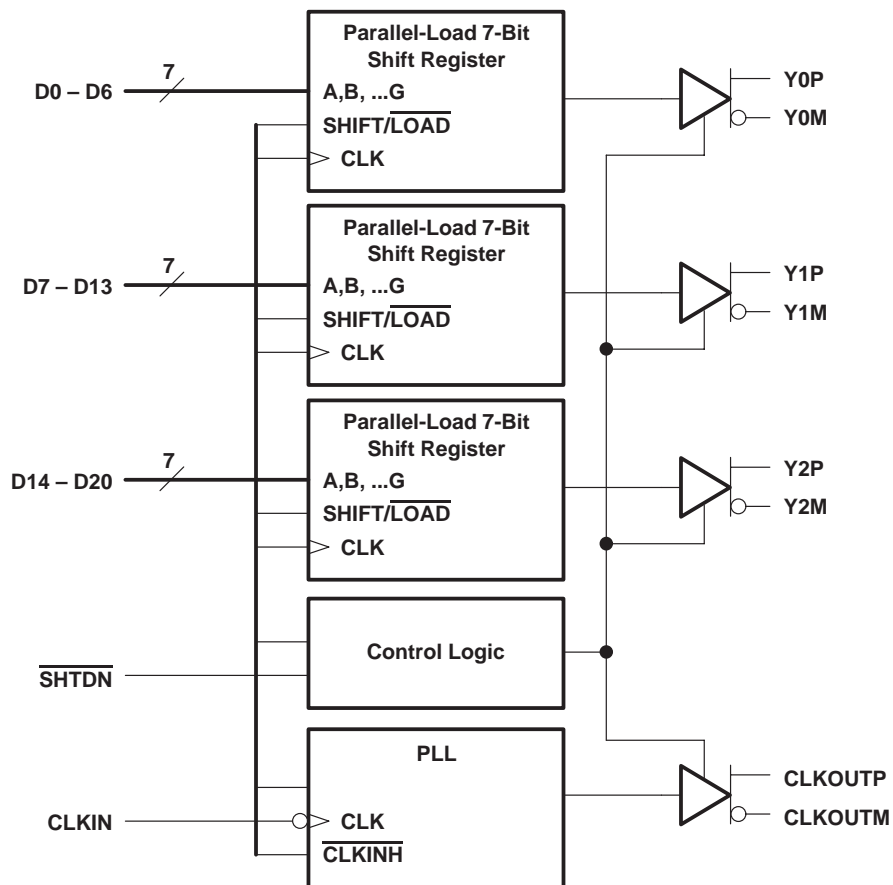 Parallel-Load 7-Bit
Shift Register
7
D0 – D6
A,B, ...G
SHIFT/LOAD
CLK
Y0P
Y0M
Parallel-Load 7-Bit
Shift Register
7
D7 – D13
A,B, ...G
SHIFT/LOAD
CLK
Y1P
Y1M
Parallel-Load 7-Bit
Shift Register
7
D14 – D20
A,B, ...G
SHIFT/LOAD
CLK
Y2P
Y2M
Control Logic
SHTDN
PLL
CLKIN
CLK
CLKINH
CLKOUTP
CLKOUTM